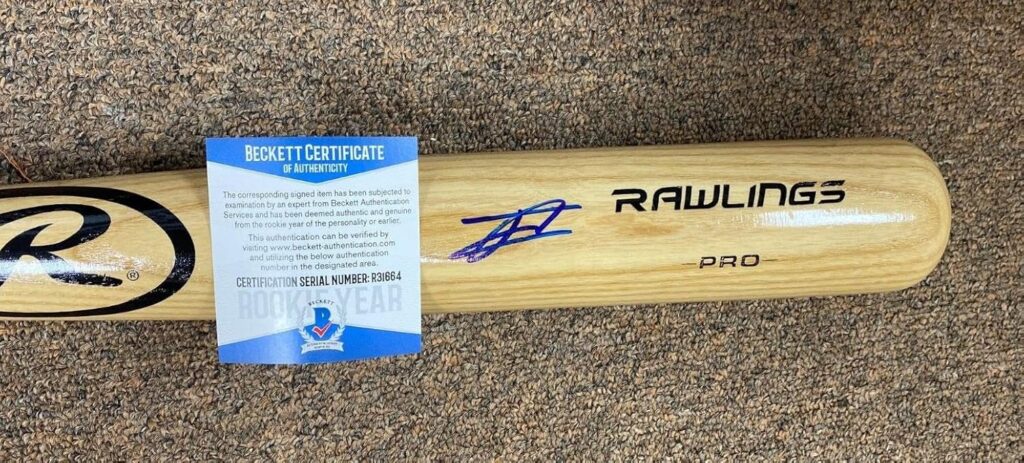 BECKETT CERTIFICATE
OF AUTHENTICITY
The corresponding signed item has been subjected to
examination by an expert from Beckett Authentication
Services and has been deemed authentic and genuine
from the rookie year of the personality or earlier.
This authentication can be verified by
visiting www.beckett-authentication.com
and utilizing the below authentication
number in the designated area.
CERTIFICATION SERIAL NUMBER: R31664
ROOKIE YEAR
BECKETT
B
R
®
RAWLINGS
PRO